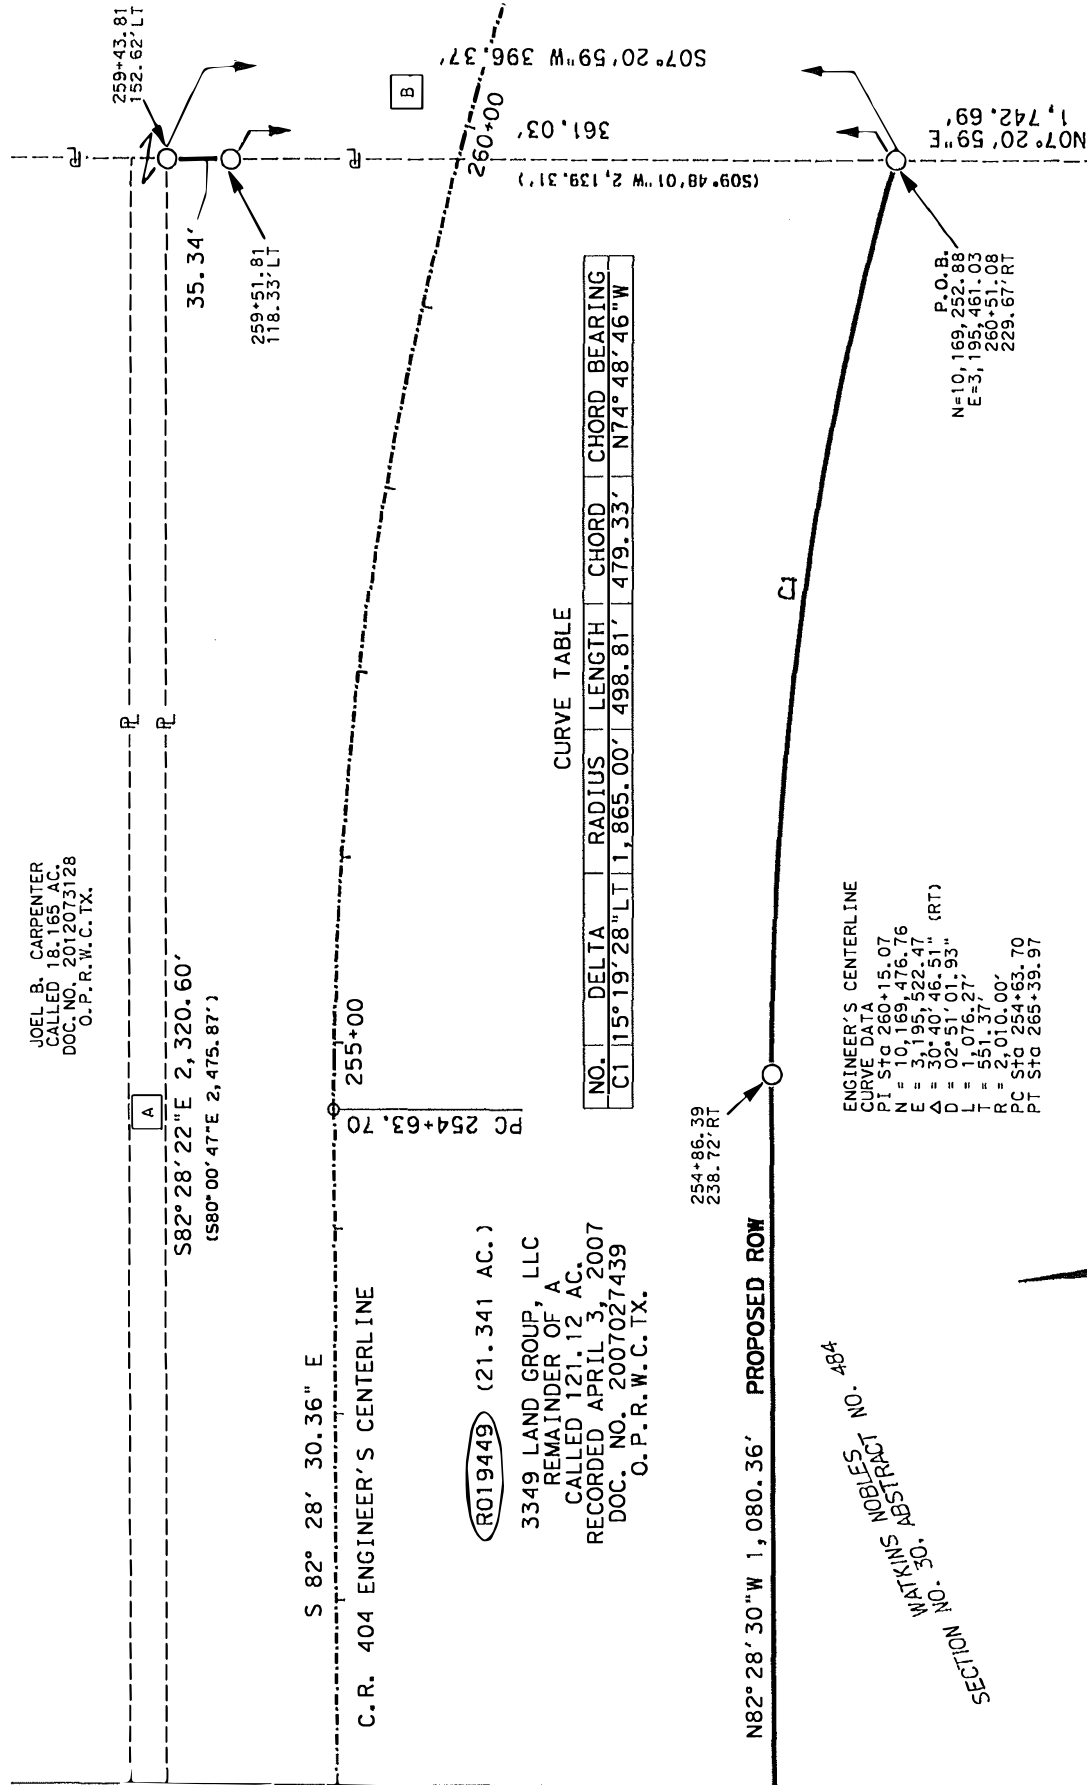 JOEL B. CARPENTER
CALLED 18.165 AC.
DOC. NO. 2012073128
O.P.R.W.C.TX.
A
S82°28'22"E 2,320.60'
(S80°00'47"E 2,475.87')
PL
PL
PL
PL
259+43.81
152.62'LT
35.34'
259+51.81
118.33'LT
B
S07°20'59"W 396.37'
361.03'
(S09°48'01"W 2,139.31')
N07°20'59"E
1,742.69'
260+00
255+00
PC 254+63.70
S 82° 28' 30.36" E
C.R. 404 ENGINEER'S CENTERLINE
R019449 (21.341 AC.)
3349 LAND GROUP, LLC
REMAINDER OF A
CALLED 121.12 AC.
RECORDED APRIL 3, 2007
DOC. NO. 2007027439
O.P.R.W.C.TX.
CURVE TABLE
NO. DELTA RADIUS LENGTH CHORD CHORD BEARING
C1 15°19'28"LT 1,865.00' 498.81' 479.33' N74°48'46"W
C1
P.O.B.
N=10,169,252.88
E=3,195,461.03
260+51.08
229.67'RT
254+86.39
238.72'RT
N82°28'30"W 1,080.36' PROPOSED ROW
ENGINEER'S CENTERLINE
CURVE DATA
PI Sta 260+15.07
N = 10,169,476.76
E = 3,195,522.47
Δ = 30°40'46.51" (RT)
D = 02°51'01.93"
L = 1,076.27'
T = 551.37'
R = 2,010.00'
PC Sta 254+63.70
PT Sta 265+39.97
WATKINS NOBLES
SECTION NO. 30, ABSTRACT NO. 484